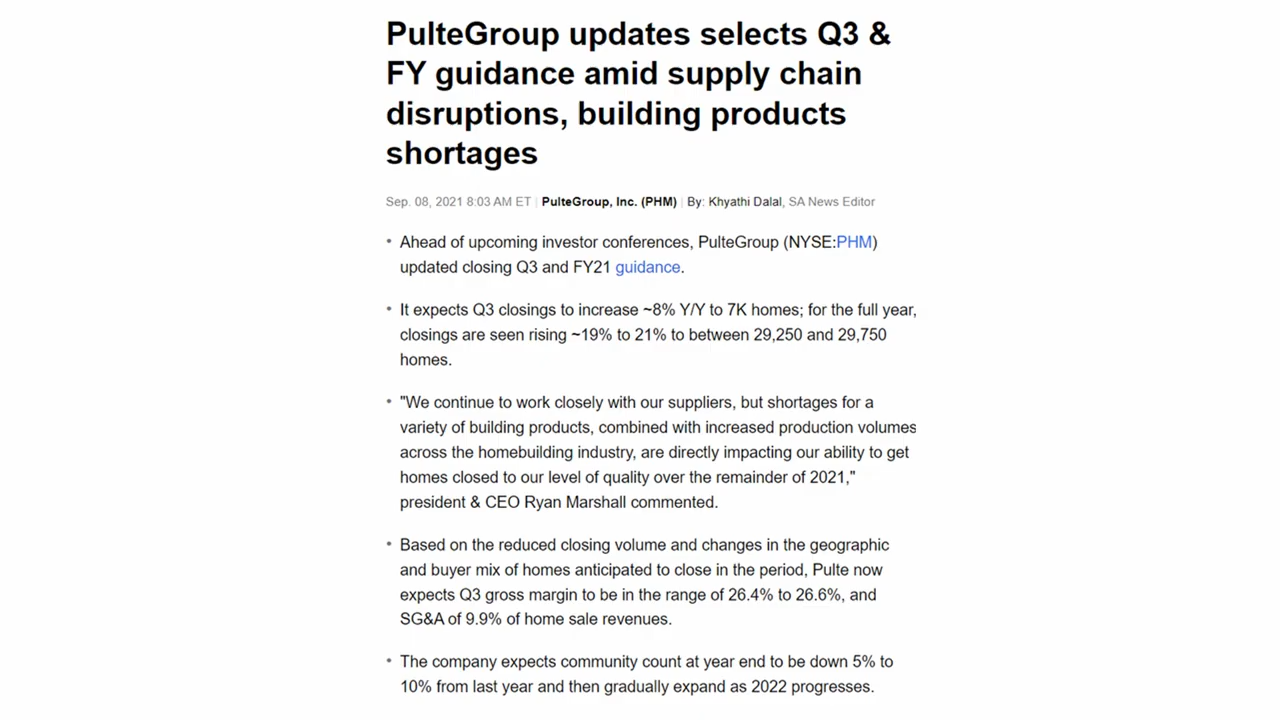 PulteGroup updates selects Q3 &
FY guidance amid supply chain
disruptions, building products
shortages
Sep. 08, 2021 8:03 AM ET | PulteGroup, Inc. (PHM) | By: Khyathi Dalal, SA News Editor
• Ahead of upcoming investor conferences, PulteGroup (NYSE:PHM)
updated closing Q3 and FY21 guidance.
• It expects Q3 closings to increase ~8% Y/Y to 7K homes; for the full year,
closings are seen rising ~19% to 21% to between 29,250 and 29,750
homes.
• "We continue to work closely with our suppliers, but shortages for a
variety of building products, combined with increased production volumes
across the homebuilding industry, are directly impacting our ability to get
homes closed to our level of quality over the remainder of 2021,"
president & CEO Ryan Marshall commented.
• Based on the reduced closing volume and changes in the geographic
and buyer mix of homes anticipated to close in the period, Pulte now
expects Q3 gross margin to be in the range of 26.4% to 26.6%, and
SG&A of 9.9% of home sale revenues.
• The company expects community count at year end to be down 5% to
10% from last year and then gradually expand as 2022 progresses.